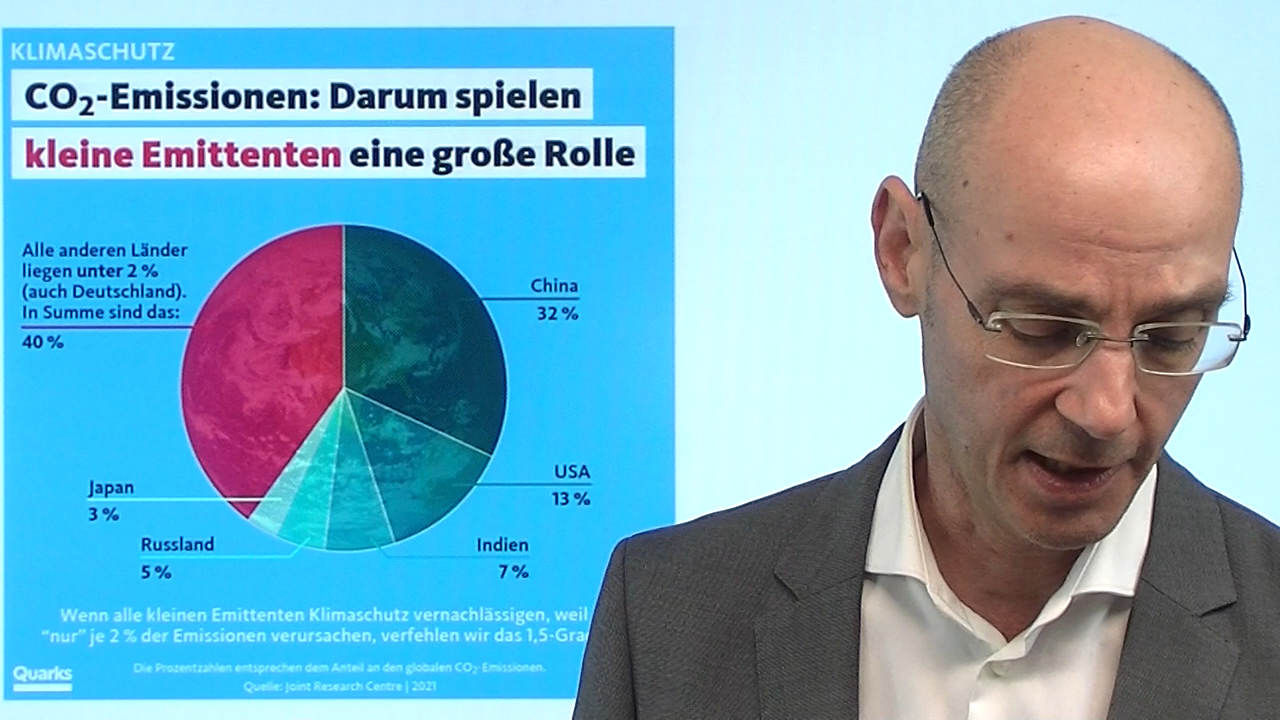 KLIMASCHUTZ
CO₂-Emissionen: Darum spielen
kleine Emittenten eine große Rolle
Alle anderen Länder
liegen unter 2 %
(auch Deutschland).
In Summe sind das:
40 %
China
32 %
USA
13 %
Japan
3 %
Russland
5 %
Indien
7 %
Wenn alle kleinen Emittenten Klimaschutz vernachlässigen, weil
“nur” je 2 % der Emissionen verursachen, verfehlen wir das 1,5-Gra
Quarks
Die Prozentzahlen entsprechen dem Anteil an den globalen CO₂-Emissionen.
Quelle: Joint Research Centre | 2021